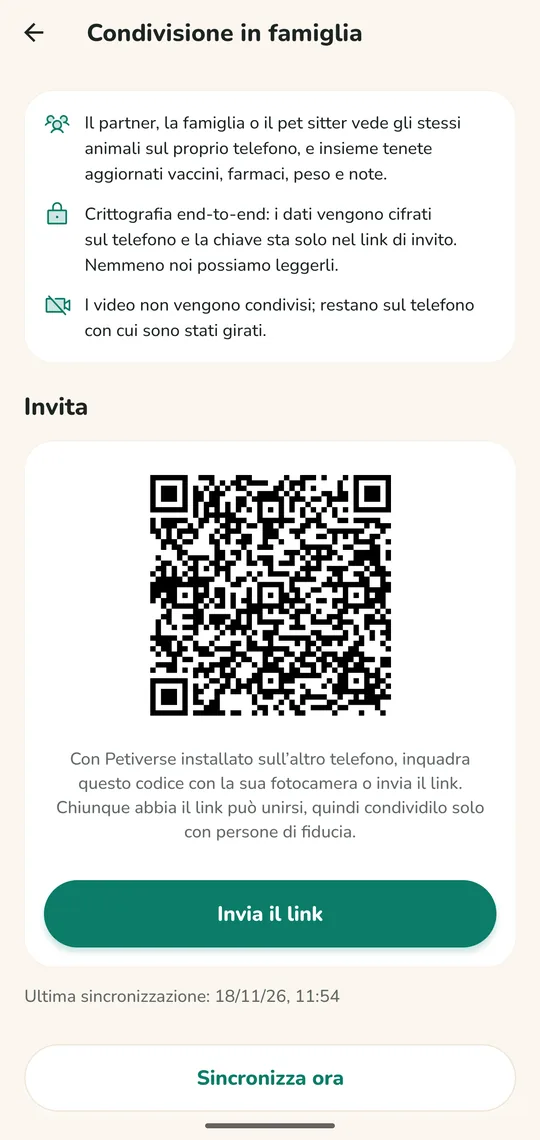 Condivisione in famiglia
Il partner, la famiglia o il pet sitter vede gli stessi
animali sul proprio telefono, e insieme tenete
aggiornati vaccini, farmaci, peso e note.
Crittografia end-to-end: i dati vengono cifrati
sul telefono e la chiave sta solo nel link di invito.
Nemmeno noi possiamo leggerli.
I video non vengono condivisi; restano sul telefono
con cui sono stati girati.
Invita
Con Petiverse installato sull’altro telefono, inquadra
questo codice con la sua fotocamera o invia il link.
Chiunque abbia il link può unirsi, quindi condividilo solo
con persone di fiducia.
Invia il link
Ultima sincronizzazione: 18/11/26, 11:54
Sincronizza ora